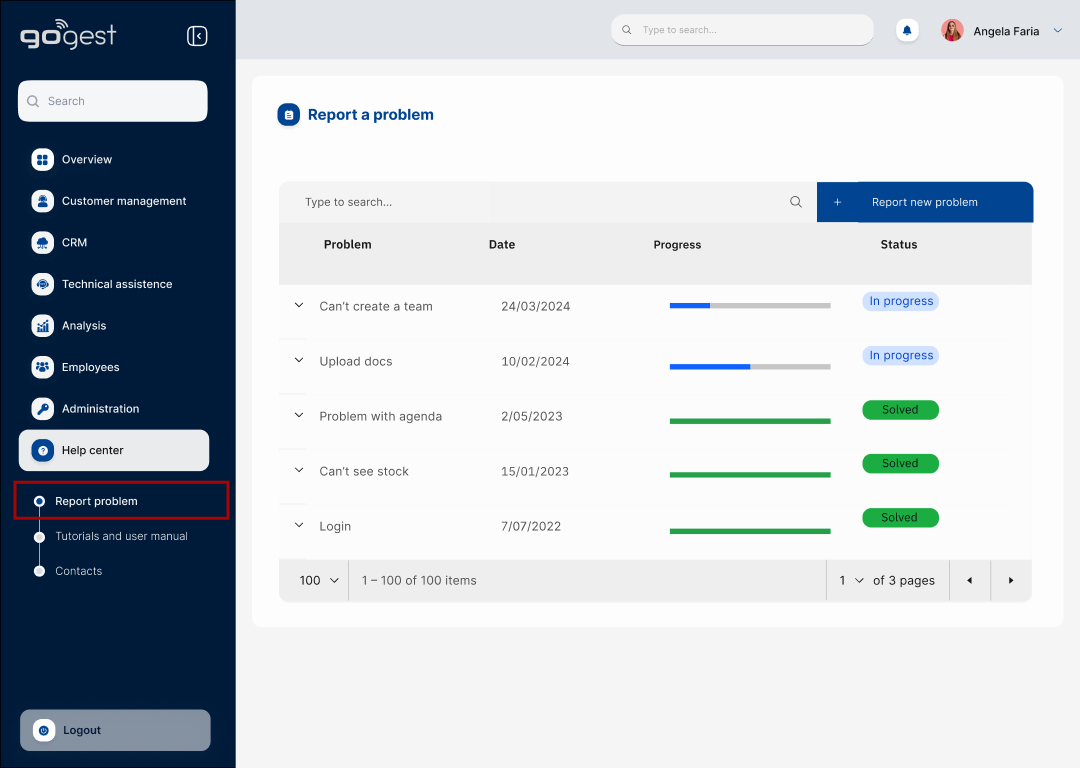 gogest
Type to search...
Angela Faria
Search
Overview
Customer management
CRM
Technical assistence
Analysis
Employees
Administration
Help center
Report problem
Tutorials and user manual
Contacts
Logout
Report a problem
Type to search...
+ Report new problem
Problem Date Progress Status
Can't create a team 24/03/2024 In progress
Upload docs 10/02/2024 In progress
Problem with agenda 2/05/2023 Solved
Can't see stock 15/01/2023 Solved
Login 7/07/2022 Solved
100 1 – 100 of 100 items 1 of 3 pages